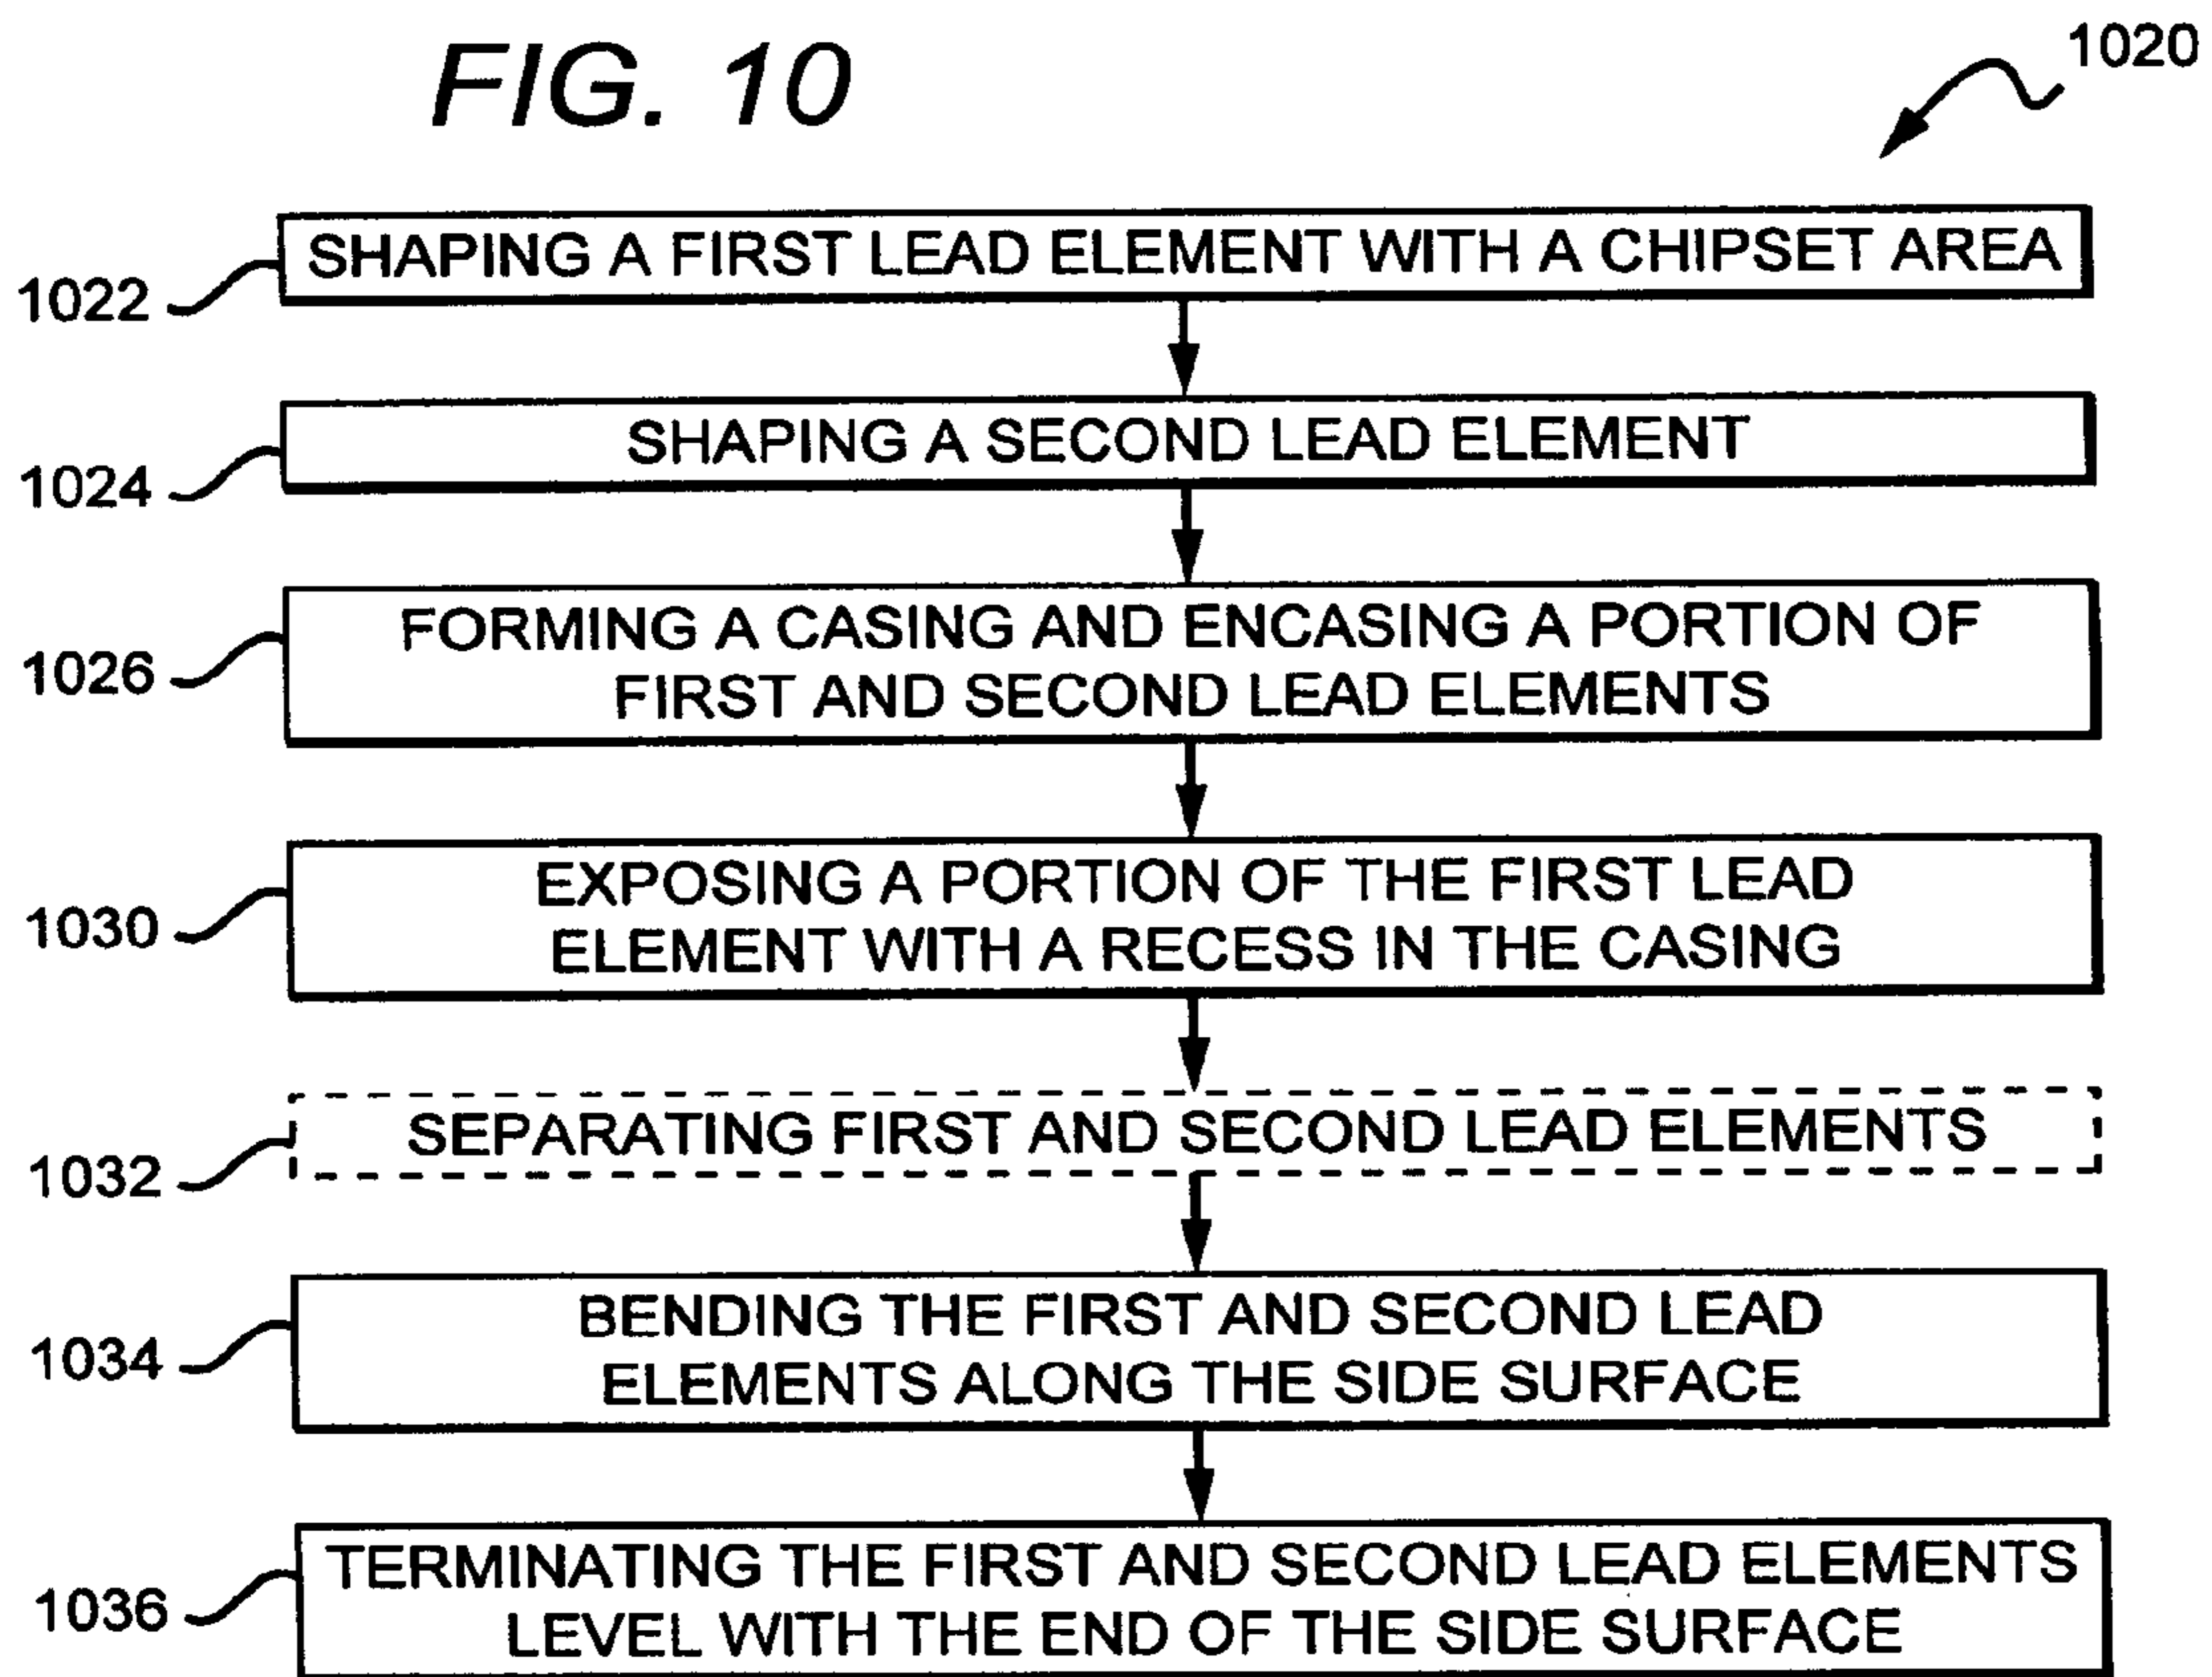 FIG. 10
1020
SHAPING A FIRST LEAD ELEMENT WITH A CHIPSET AREA
1022
SHAPING A SECOND LEAD ELEMENT
1024
FORMING A CASING AND ENCASING A PORTION OF
FIRST AND SECOND LEAD ELEMENTS
1026
EXPOSING A PORTION OF THE FIRST LEAD
ELEMENT WITH A RECESS IN THE CASING
1030
SEPARATING FIRST AND SECOND LEAD ELEMENTS
1032
BENDING THE FIRST AND SECOND LEAD
ELEMENTS ALONG THE SIDE SURFACE
1034
TERMINATING THE FIRST AND SECOND LEAD ELEMENTS
LEVEL WITH THE END OF THE SIDE SURFACE
1036